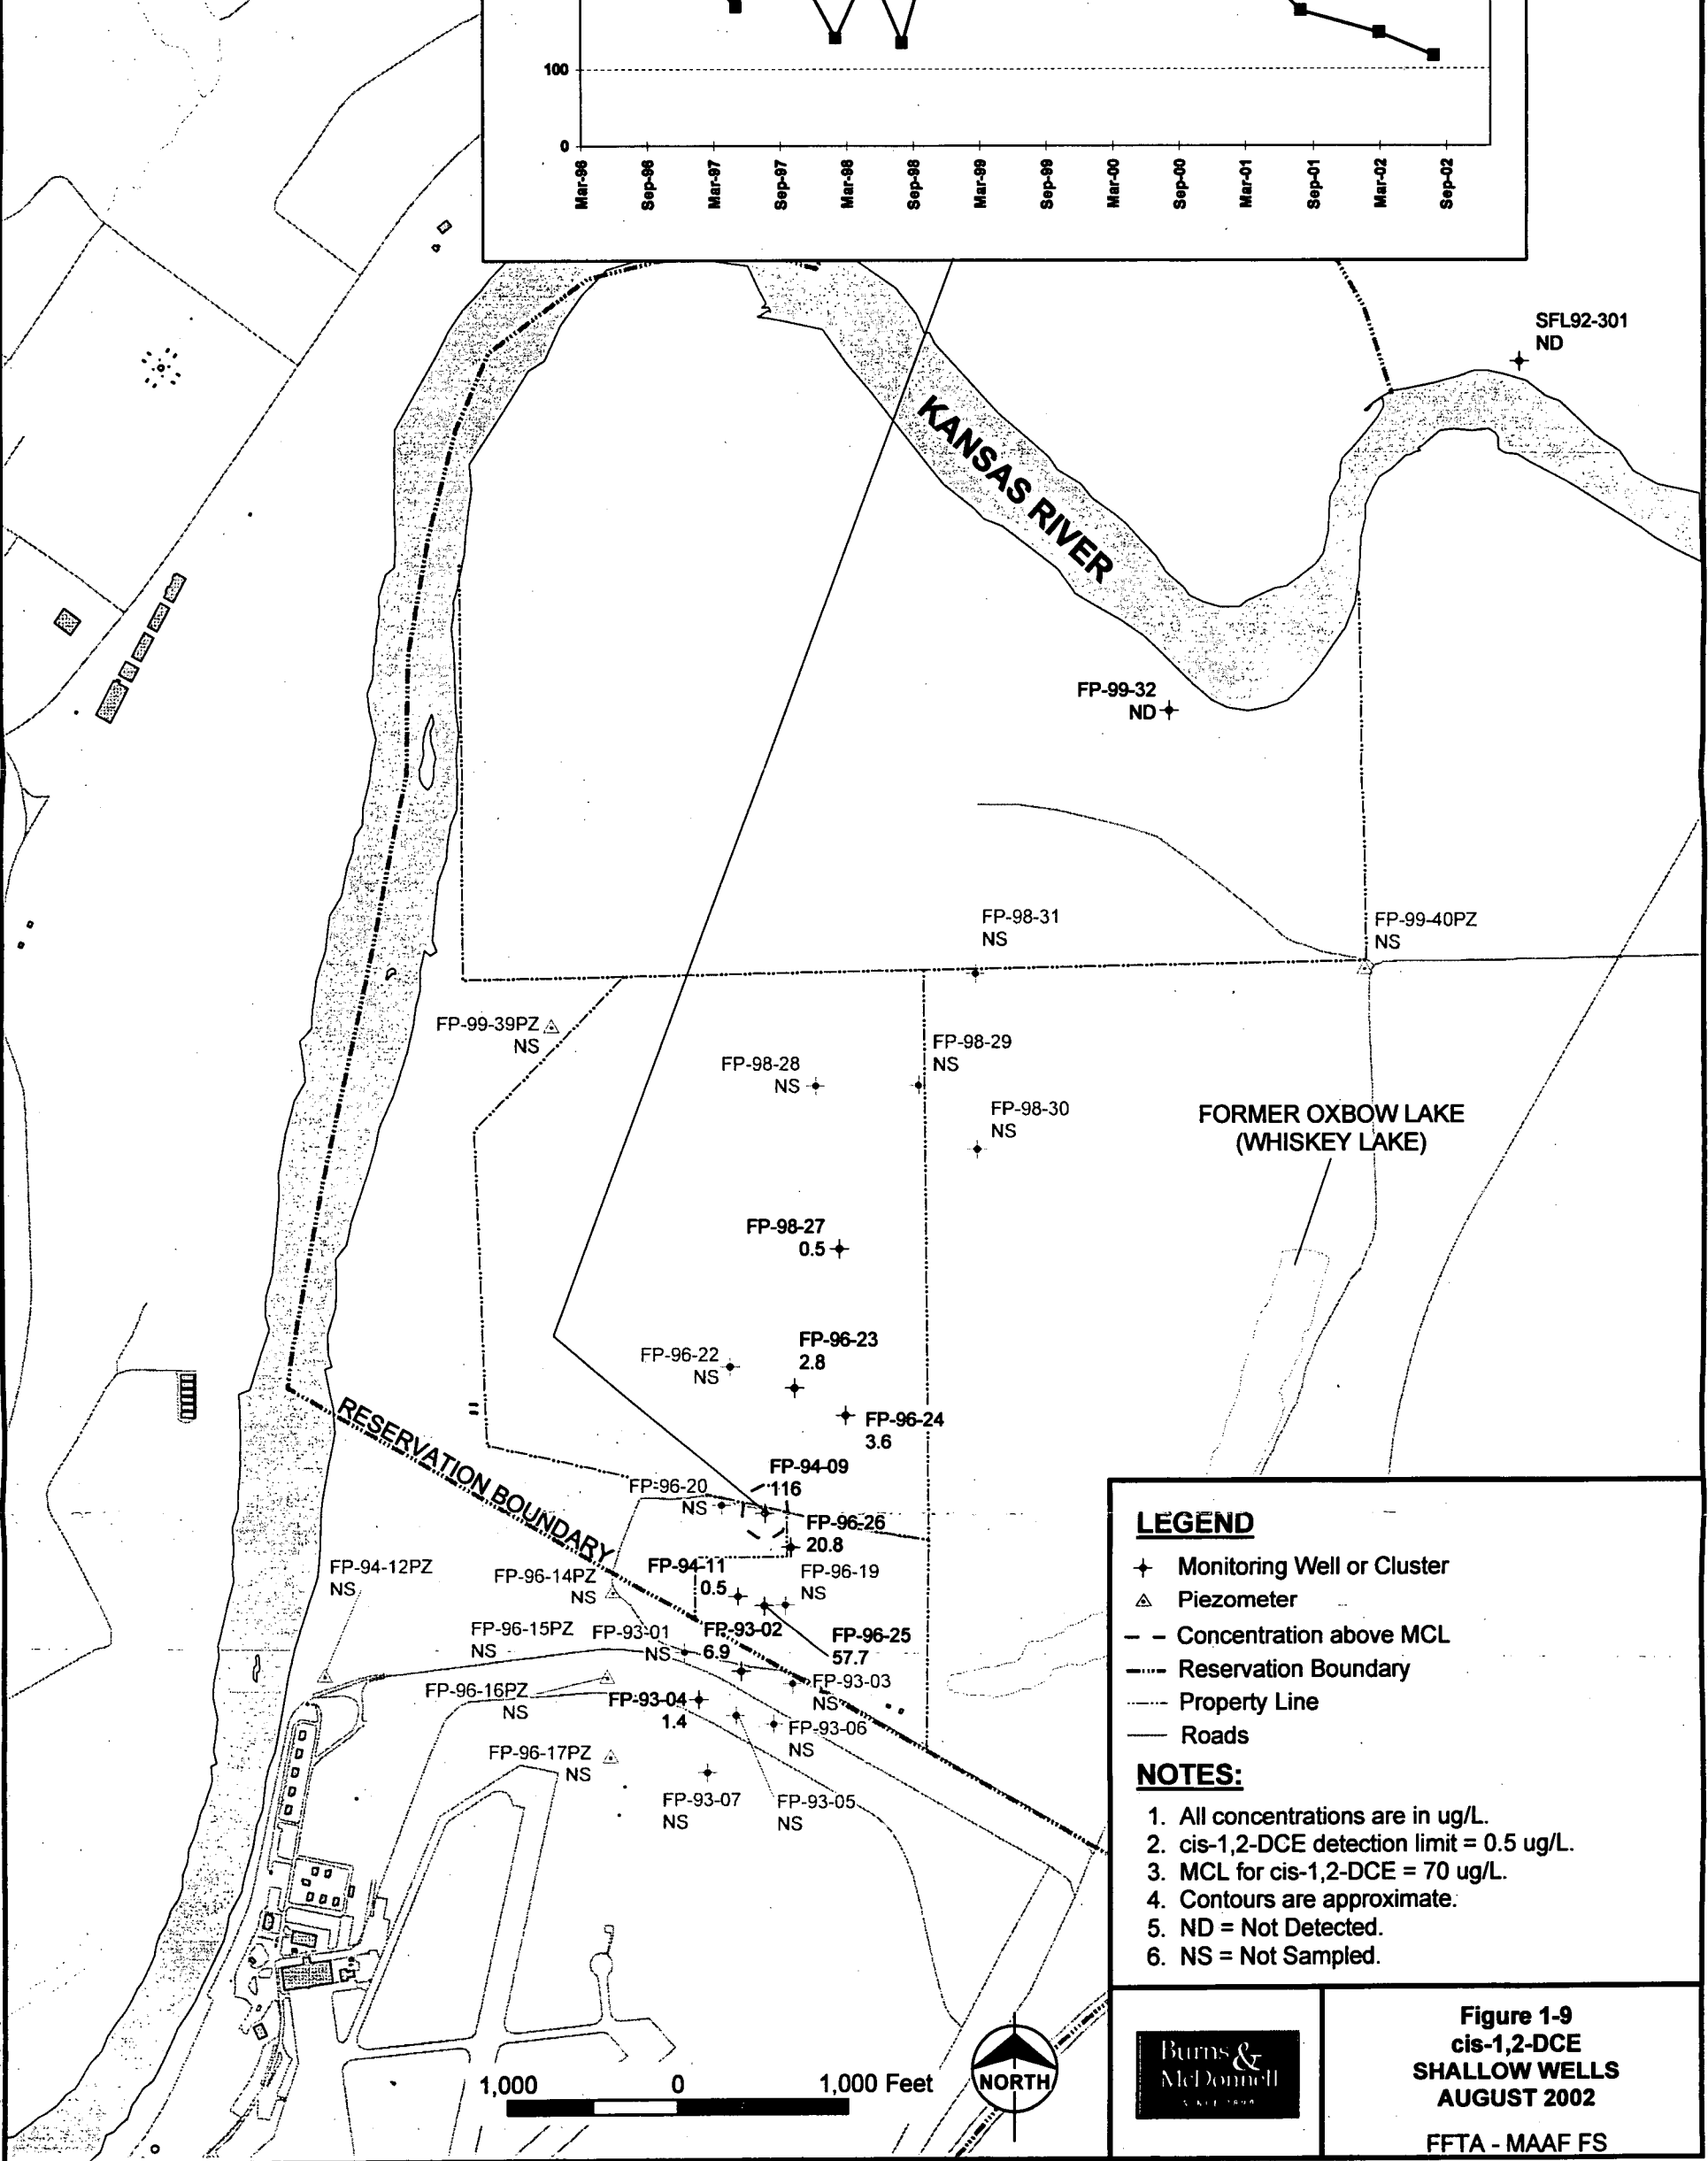 100
0
Mar-96
Sep-96
Mar-97
Sep-97
Mar-98
Sep-98
Mar-99
Sep-99
Mar-00
Sep-00
Mar-01
Sep-01
Mar-02
Sep-02
SFL92-301
ND
KANSAS RIVER
FP-99-32
ND
FP-98-31
NS
FP-99-40PZ
NS
FP-99-39PZ
NS
FP-98-29
NS
FP-98-28
NS
FP-98-30
NS
FORMER OXBOW LAKE
(WHISKEY LAKE)
FP-98-27
0.5
FP-96-23
2.8
FP-96-22
NS
FP-96-24
3.6
RESERVATION BOUNDARY
FP-94-09
116
FP-96-20
NS
FP-96-26
20.8
FP-94-12PZ
NS
FP-96-14PZ
NS
FP-94-11
0.5
FP-96-19
NS
FP-96-15PZ
NS
FP-93-01
NS
FP-93-02
6.9
FP-96-25
57.7
FP-93-03
NS
FP-96-16PZ
NS
FP-93-04
1.4
FP-93-06
NS
FP-96-17PZ
NS
FP-93-07
NS
FP-93-05
NS
LEGEND
Monitoring Well or Cluster
Piezometer
Concentration above MCL
Reservation Boundary
Property Line
Roads
NOTES:
1. All concentrations are in ug/L.
2. cis-1,2-DCE detection limit = 0.5 ug/L.
3. MCL for cis-1,2-DCE = 70 ug/L.
4. Contours are approximate.
5. ND = Not Detected.
6. NS = Not Sampled.
1,000 0 1,000 Feet
NORTH
Burns &
McDonnell
Figure 1-9
cis-1,2-DCE
SHALLOW WELLS
AUGUST 2002
FFTA - MAAF FS